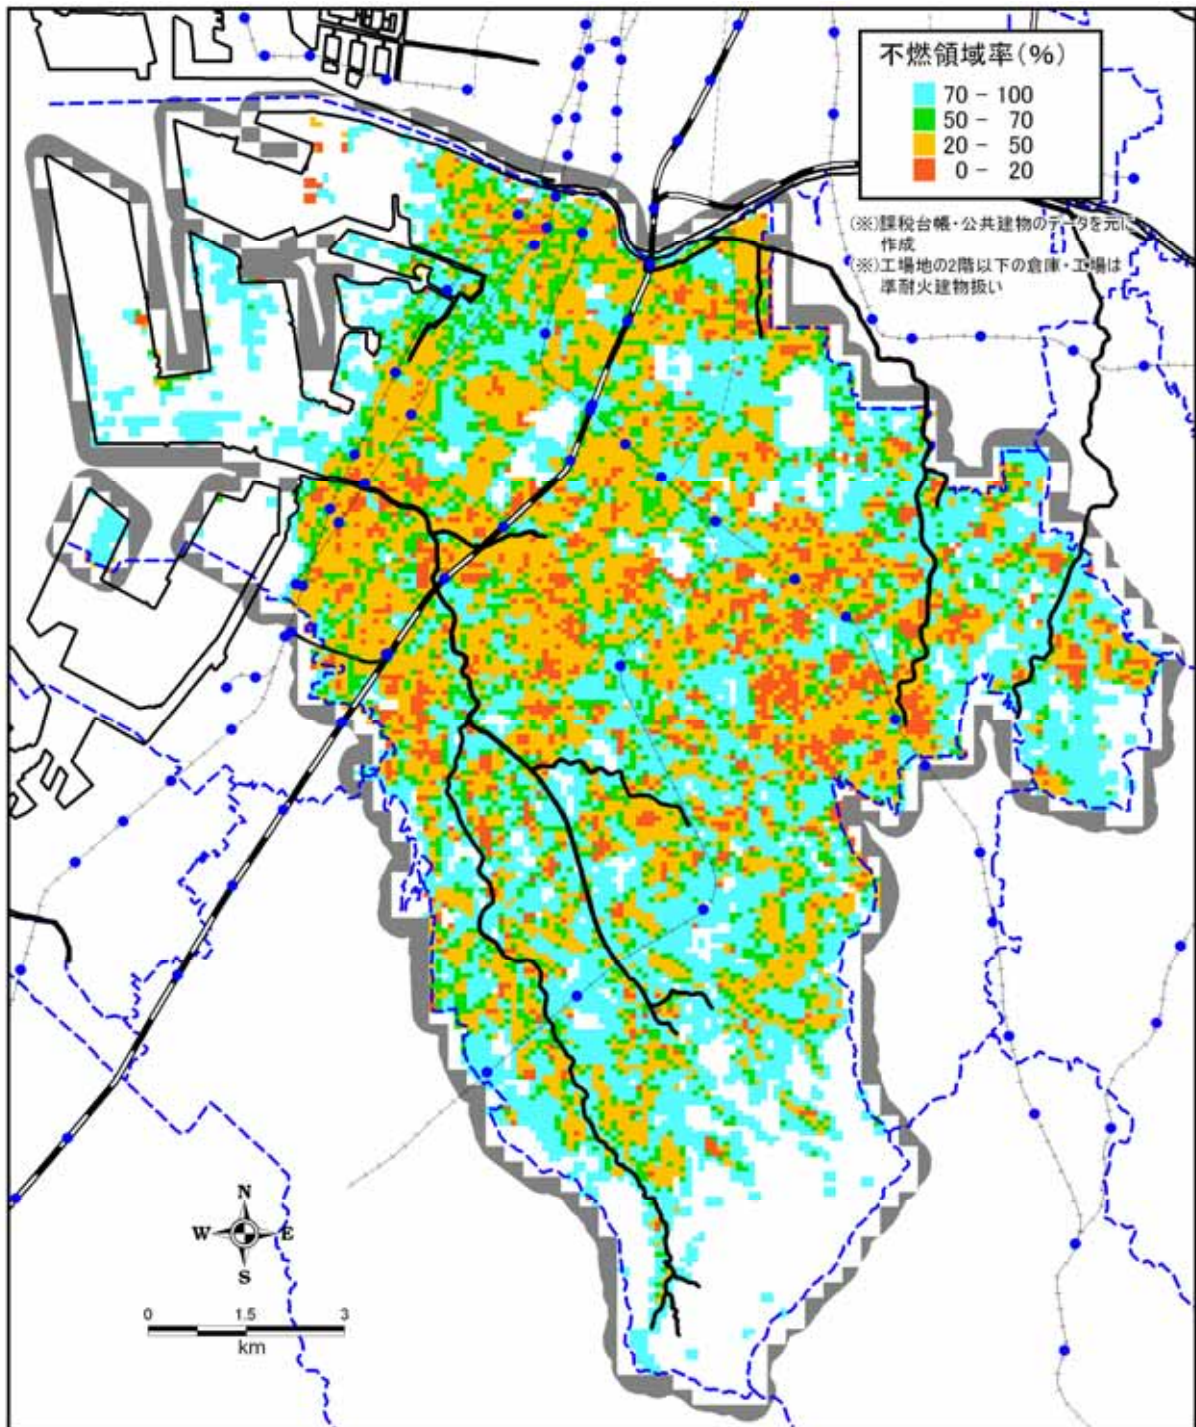 不燃領域率(%)
70 - 100
50 - 70
20 - 50
0 - 20
(※)課税台帳・公共建物のデータを元に
作成
(※)工場地の2階以下の倉庫・工場は
準耐火建物扱い
N
W E
S
0 1.5 3
km